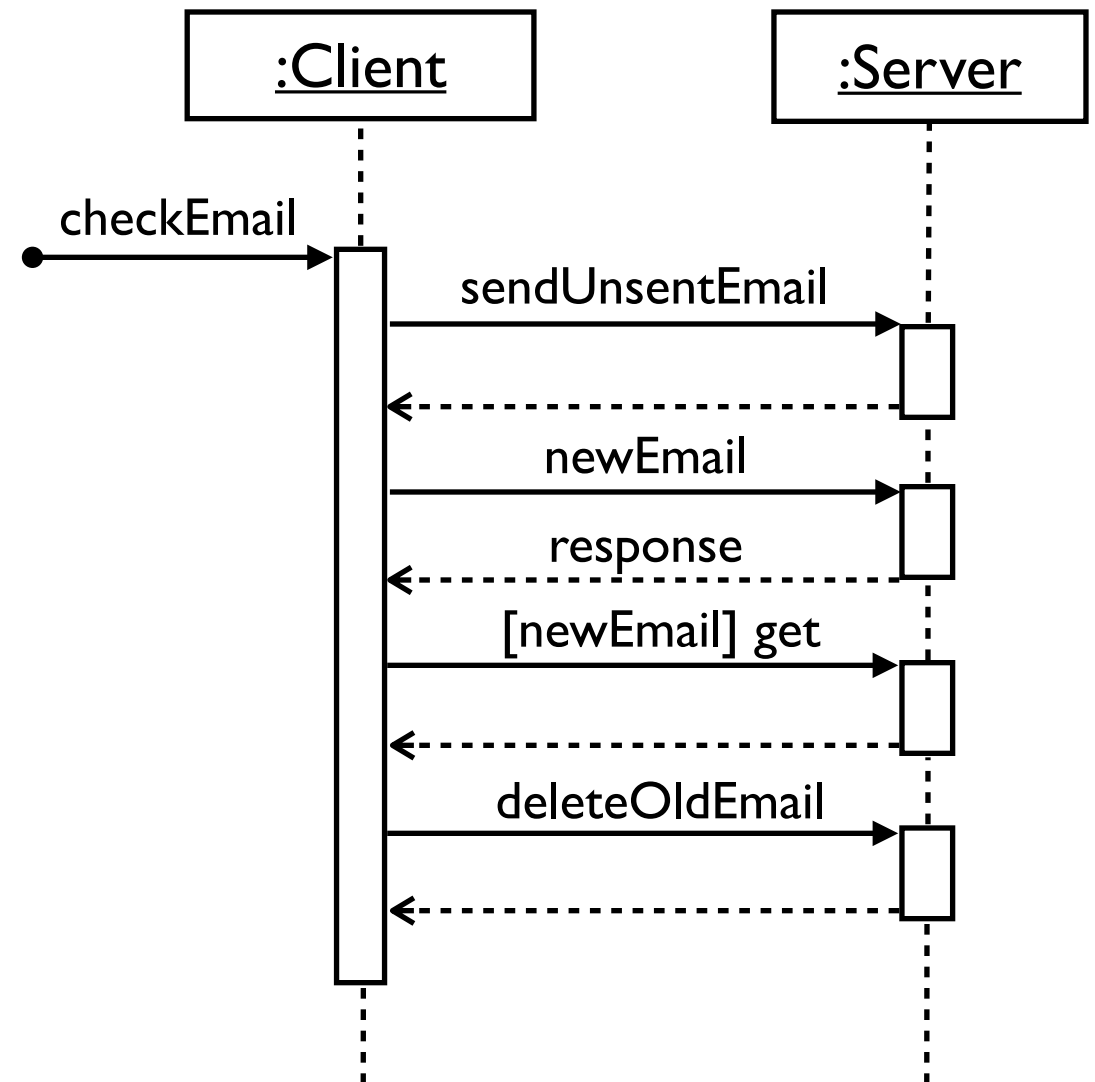 :Client
:Server
checkEmail
sendUnsentEmail
newEmail
response
[newEmail] get
deleteOldEmail